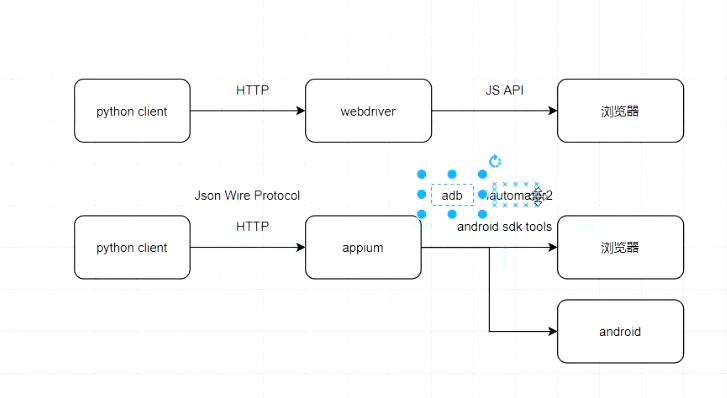 HTTP
JS API
python client
webdriver
浏览器
adb
Json Wire Protocol
HTTP
android sdk tools
python client
appium
浏览器
android